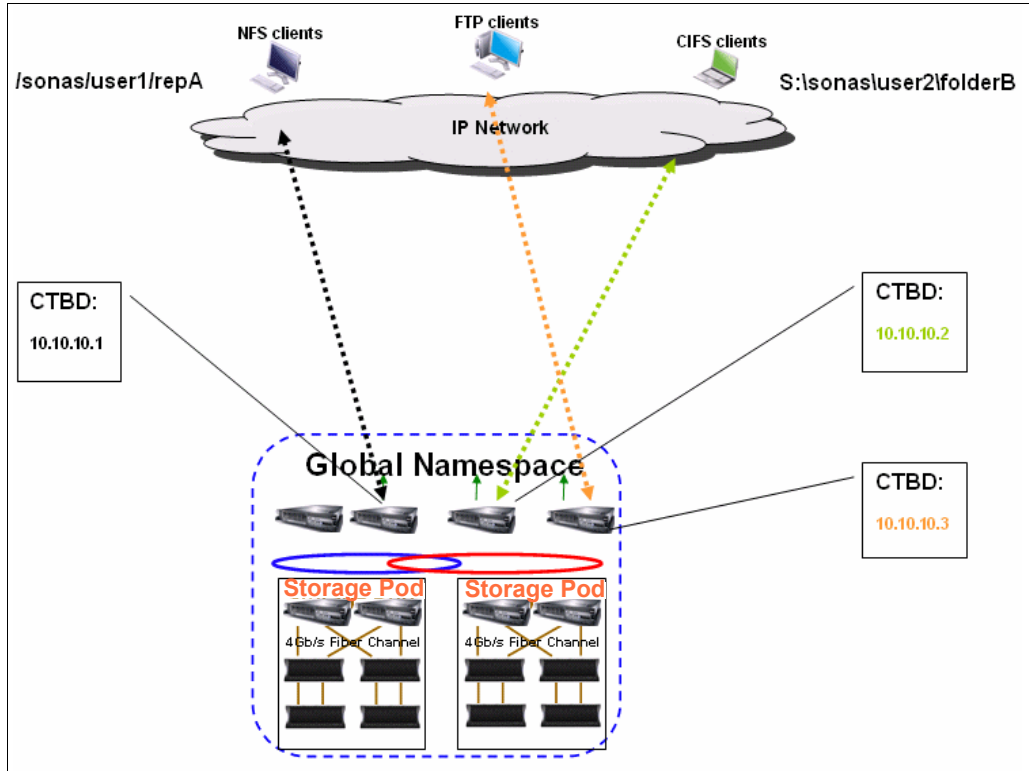 NFS clients
FTP clients
CIFS clients
/sonas/user1/repA
S:\sonas\user2\folderB
IP Network
CTBD:
10.10.10.1
CTBD:
10.10.10.2
Global Namespace
CTBD:
10.10.10.3
Storage Pod
Storage Pod
4Gb/s Fiber Channel
4Gb/s Fiber Channel